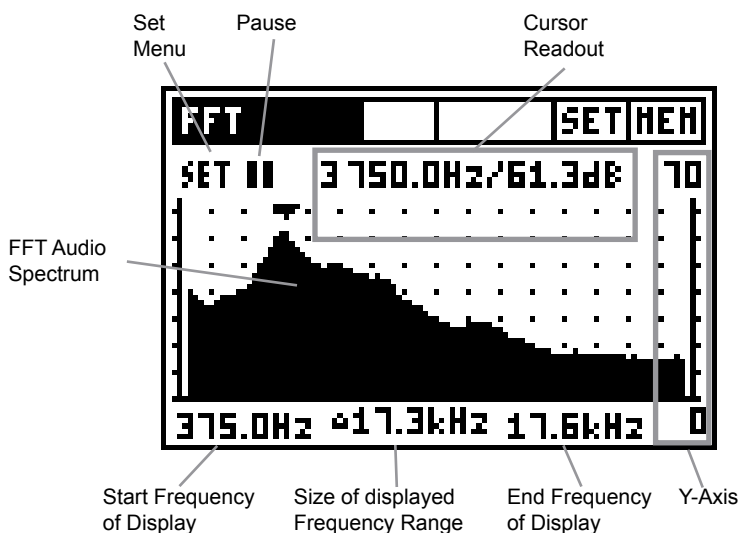 Set
Menu
Pause
Cursor
Readout
FFT
SET
MEM
SET
3750.0Hz/61.3dB
70
FFT Audio
Spectrum
375.0Hz
△17.3kHz
17.6kHz
0
Start Frequency
of Display
Size of displayed
Frequency Range
End Frequency
of Display
Y-Axis